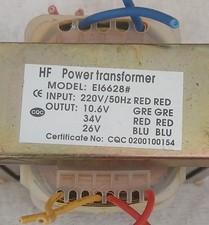 HF Power transformer
MODEL: EI6628#
CE INPUT: 220V/50Hz RED RED
OUTUT: 10.6V GRE GRE
CQC 34V RED RED
26V BLU BLU
Certificate No: CQC 0200100154